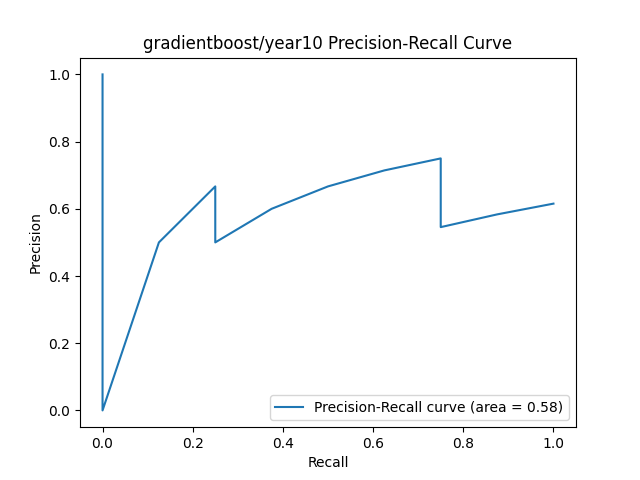 gradientboost/year10 Precision-Recall Curve
1.0
0.8
0.6
0.4
0.2
0.0
Precision
Precision-Recall curve (area = 0.58)
0.0 0.2 0.4 0.6 0.8 1.0
Recall